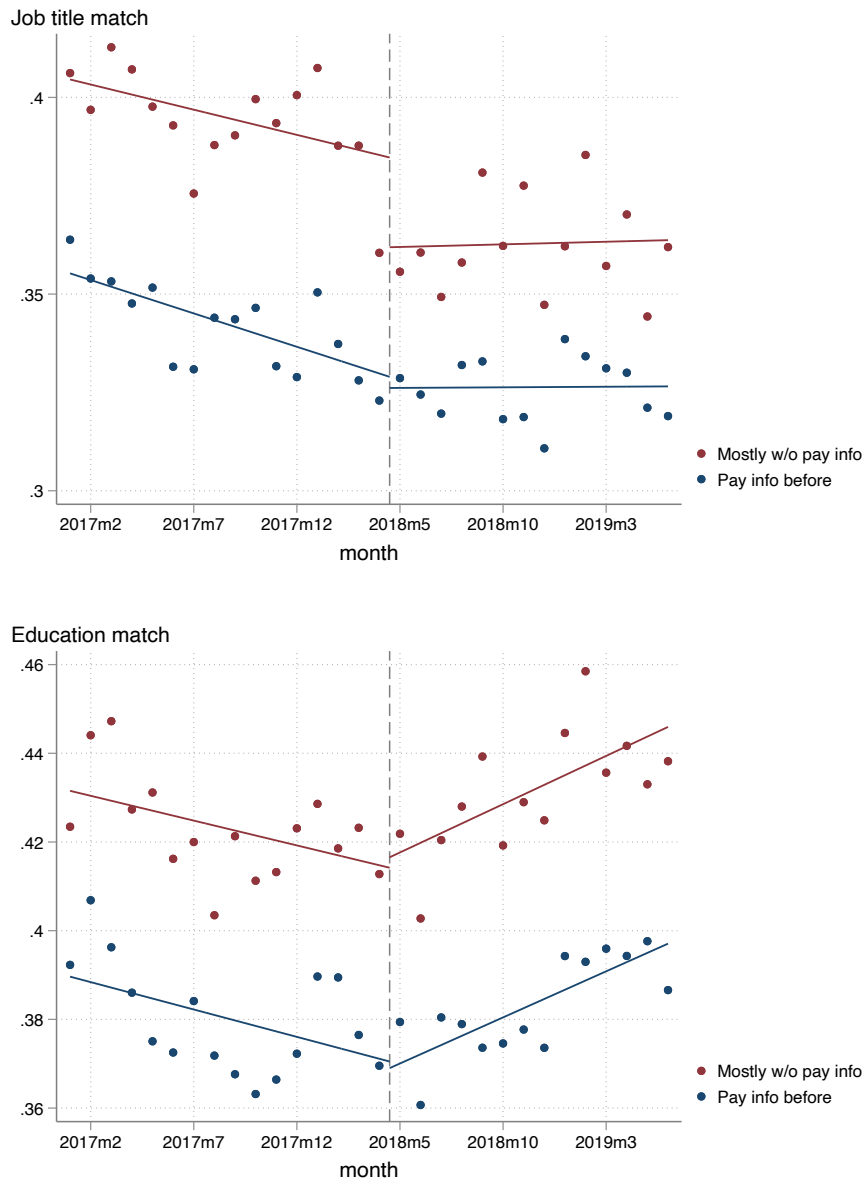 Job title match
.4
.35
.3
2017m2 2017m7 2017m12 2018m5 2018m10 2019m3
month
Mostly w/o pay info
Pay info before
Education match
.46
.44
.42
.4
.38
.36
2017m2 2017m7 2017m12 2018m5 2018m10 2019m3
month
Mostly w/o pay info
Pay info before